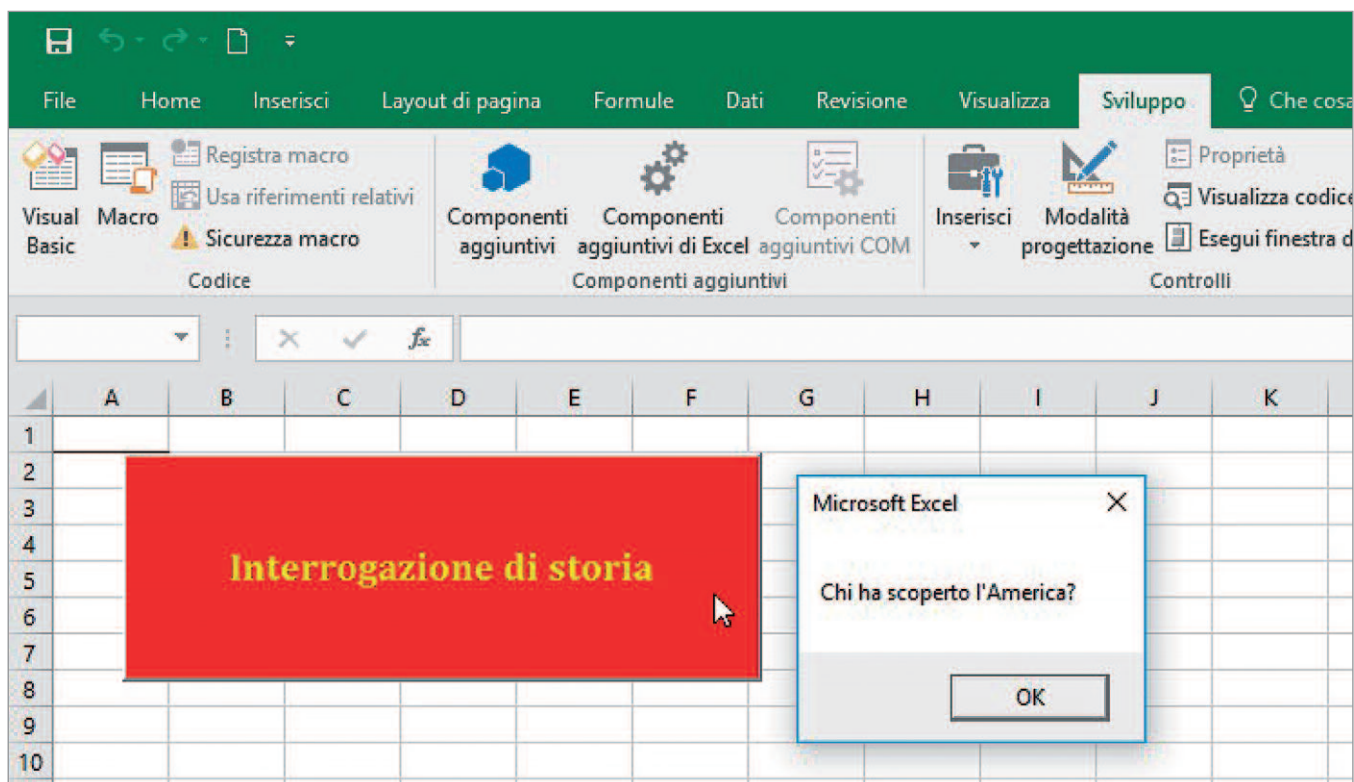 File Home Inserisci Layout di pagina Formule Dati Revisione Visualizza Sviluppo Che cosa
Visual Basic
Macro
Registra macro
Usa riferimenti relativi
Sicurezza macro
Codice
Componenti aggiuntivi
Componenti aggiuntivi di Excel
Componenti aggiuntivi COM
Componenti aggiuntivi
Inserisci
Modalità progettazione
Proprietà
Visualizza codice
Esegui finestra d
Controlli
fx
A B C D E F G H I J K
1
2
3
4
5
6
7
8
9
10
Interrogazione di storia
Microsoft Excel
Chi ha scoperto l'America?
OK